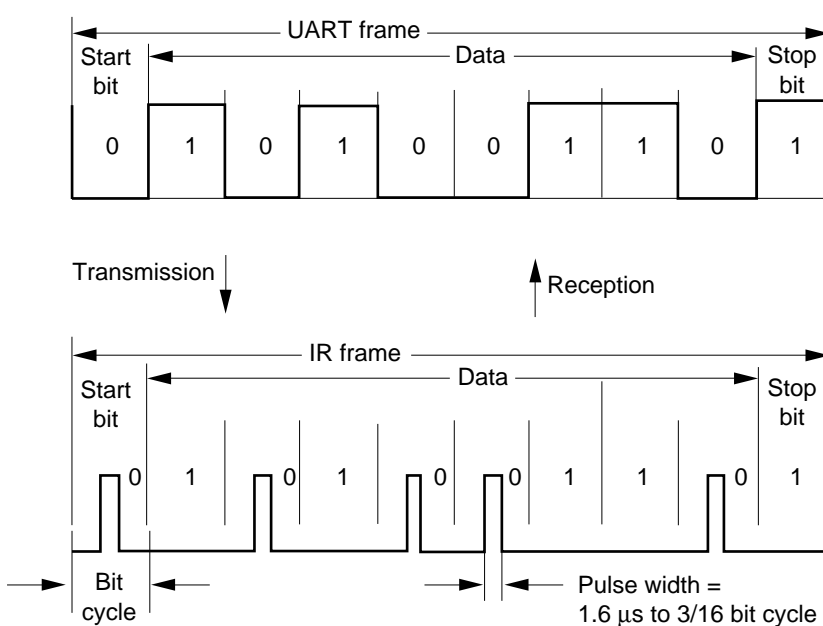 UART frame
Start bit
Data
Stop bit
0 1 0 1 0 0 1 1 0 1
Transmission
Reception
IR frame
Start bit
Data
Stop bit
0 1 0 1 0 0 1 1 0 1
Bit cycle
Pulse width =
1.6 μs to 3/16 bit cycle